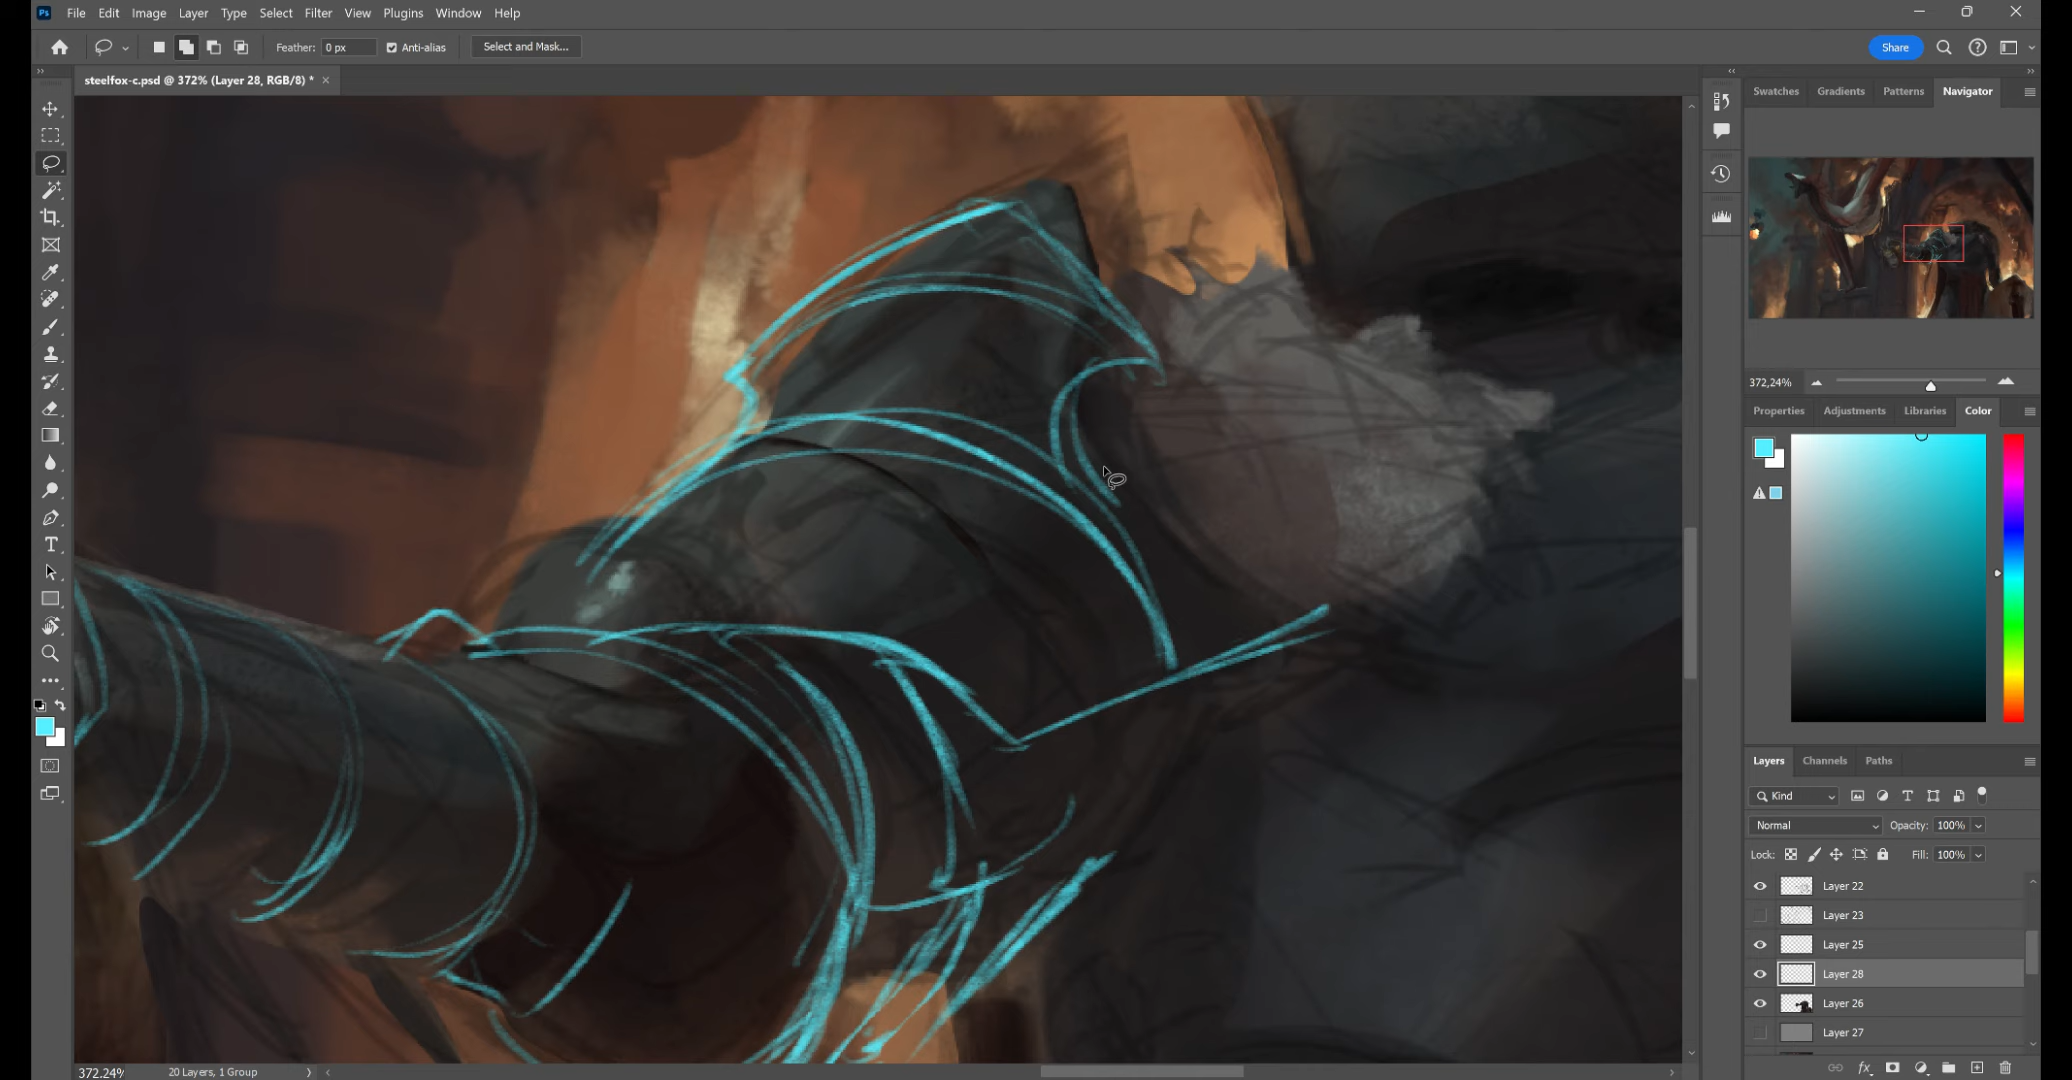 Ps File Edit Image Layer Type Select Filter View Plugins Window Help
Feather: 0 px Anti-alias Select and Mask... Share
steelfox-c.psd @ 372% (Layer 28, RGB/8) * ×
Swatches Gradients Patterns Navigator
372,24%
Properties Adjustments Libraries Color
Layers Channels Paths
Kind
Normal Opacity: 100%
Lock: Fill: 100%
Layer 22
Layer 23
Layer 25
Layer 28
Layer 26
Layer 27
372.24% 20 Layers, 1 Group